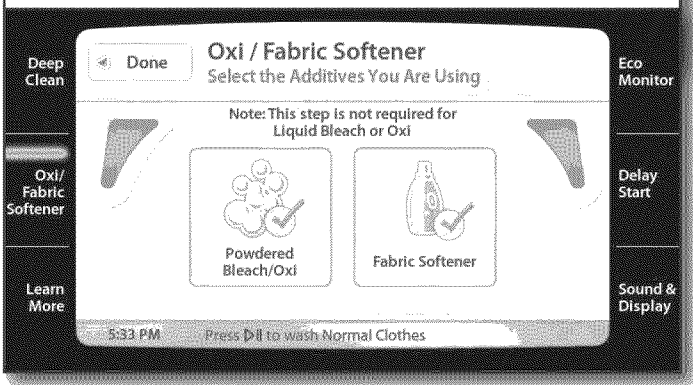 Deep
Clean
Oxi/
Fabric
Softener
Learn
More
Done
Oxi / Fabric Softener
Select the Additives You Are Using
Note: This step is not required for
Liquid Bleach or Oxi
Powdered
Bleach/Oxi
Fabric Softener
5:33 PM
Press ▷|| to wash Normal Clothes
Eco
Monitor
Delay
Start
Sound &
Display